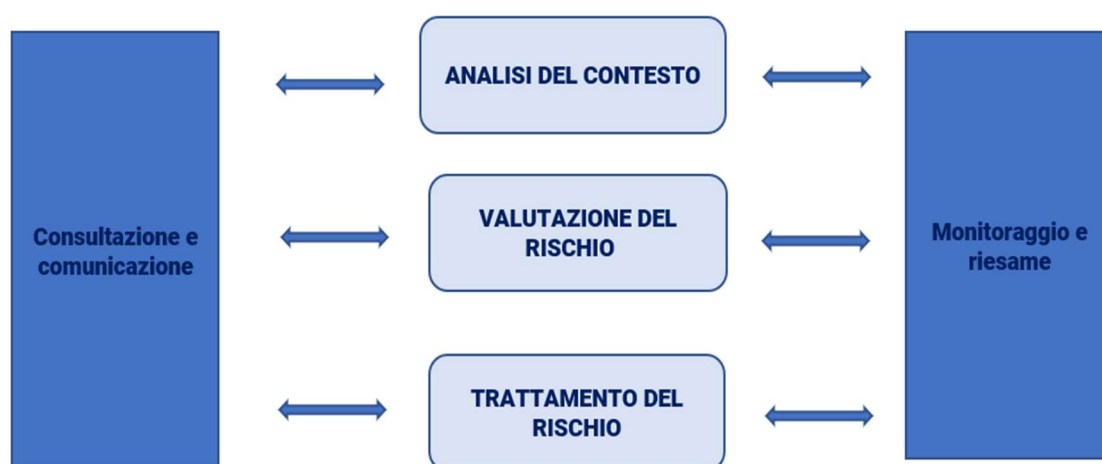 ANALISI DEL CONTESTO
Consultazione e
comunicazione
VALUTAZIONE DEL
RISCHIO
Monitoraggio e
riesame
TRATTAMENTO DEL
RISCHIO